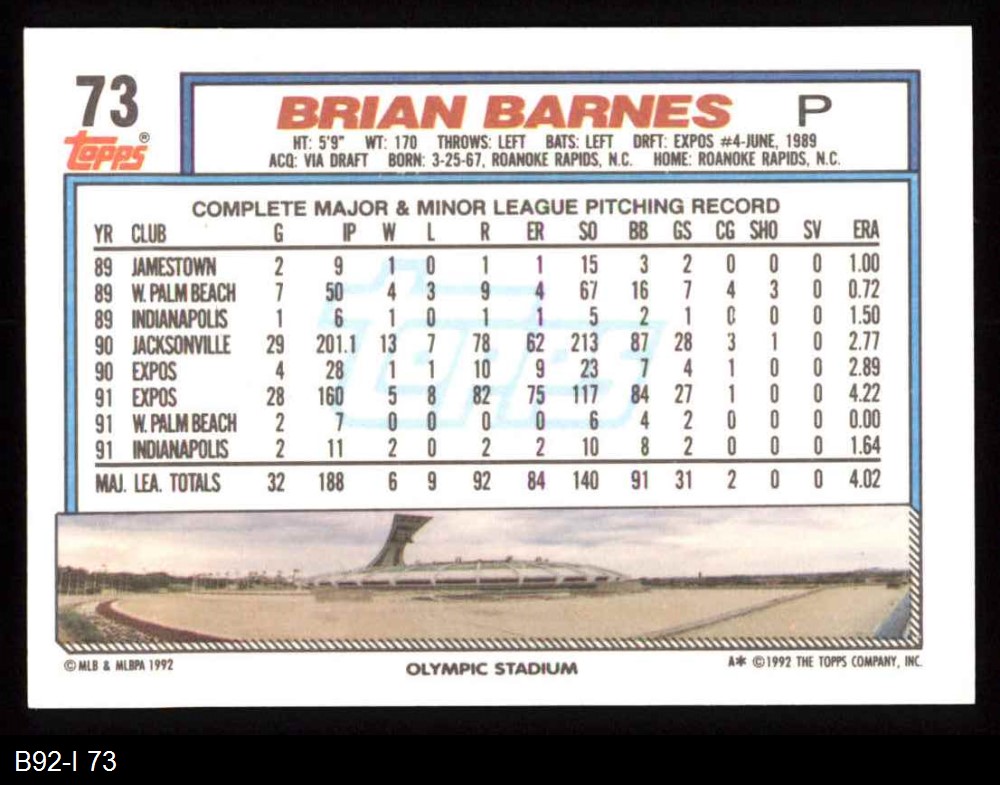 73
Topps®
BRIAN BARNES P
HT: 5'9" WT: 170 THROWS: LEFT BATS: LEFT DRFT: EXPOS #4-JUNE, 1989
ACQ: VIA DRAFT BORN: 3-25-67, ROANOKE RAPIDS, N.C. HOME: ROANOKE RAPIDS, N.C.
COMPLETE MAJOR & MINOR LEAGUE PITCHING RECORD
YR CLUB G IP W L R ER SO BB GS CG SHO SV ERA
89 JAMESTOWN 2 9 1 0 1 1 15 3 2 0 0 0 1.00
89 W. PALM BEACH 7 50 4 3 9 4 67 16 7 4 3 0 0.72
89 INDIANAPOLIS 1 6 1 0 1 1 5 2 1 0 0 0 1.50
90 JACKSONVILLE 29 201.1 13 7 78 62 213 87 28 3 1 0 2.77
90 EXPOS 4 28 1 1 10 9 23 7 4 1 0 0 2.89
91 EXPOS 28 160 5 8 82 75 117 84 27 1 0 0 4.22
91 W. PALM BEACH 2 7 0 0 0 0 6 4 2 0 0 0 0.00
91 INDIANAPOLIS 2 11 2 0 2 2 10 8 2 0 0 0 1.64
MAJ. LEA. TOTALS 32 188 6 9 92 84 140 91 31 2 0 0 4.02
Topps
© MLB & MLBPA 1992
OLYMPIC STADIUM
A* ©1992 THE TOPPS COMPANY, INC.
B92-I 73